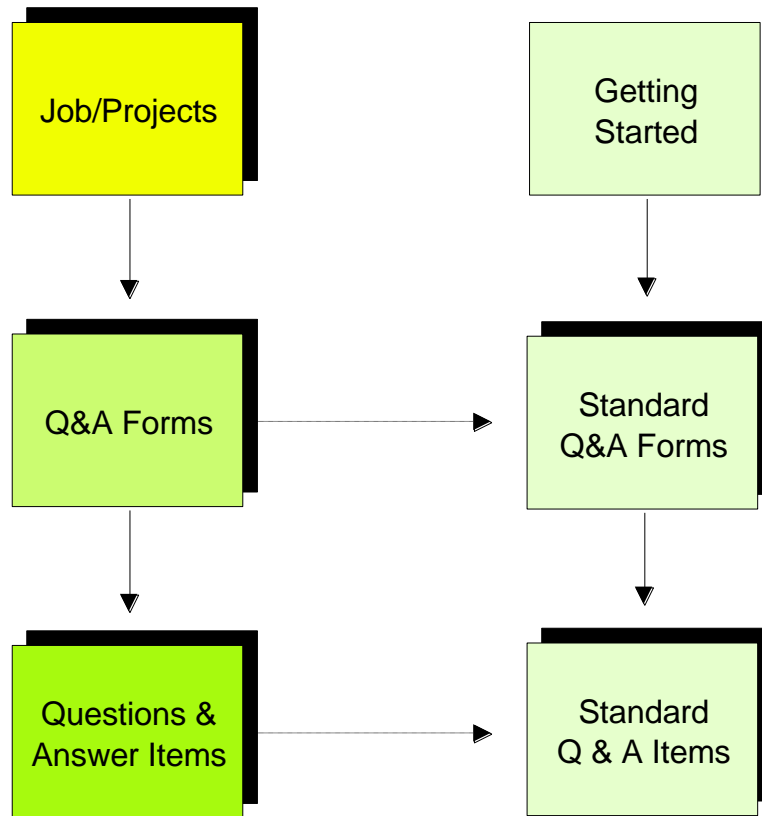 Job/Projects
Getting
Started
Q&A Forms
Standard
Q&A Forms
Questions &
Answer Items
Standard
Q & A Items